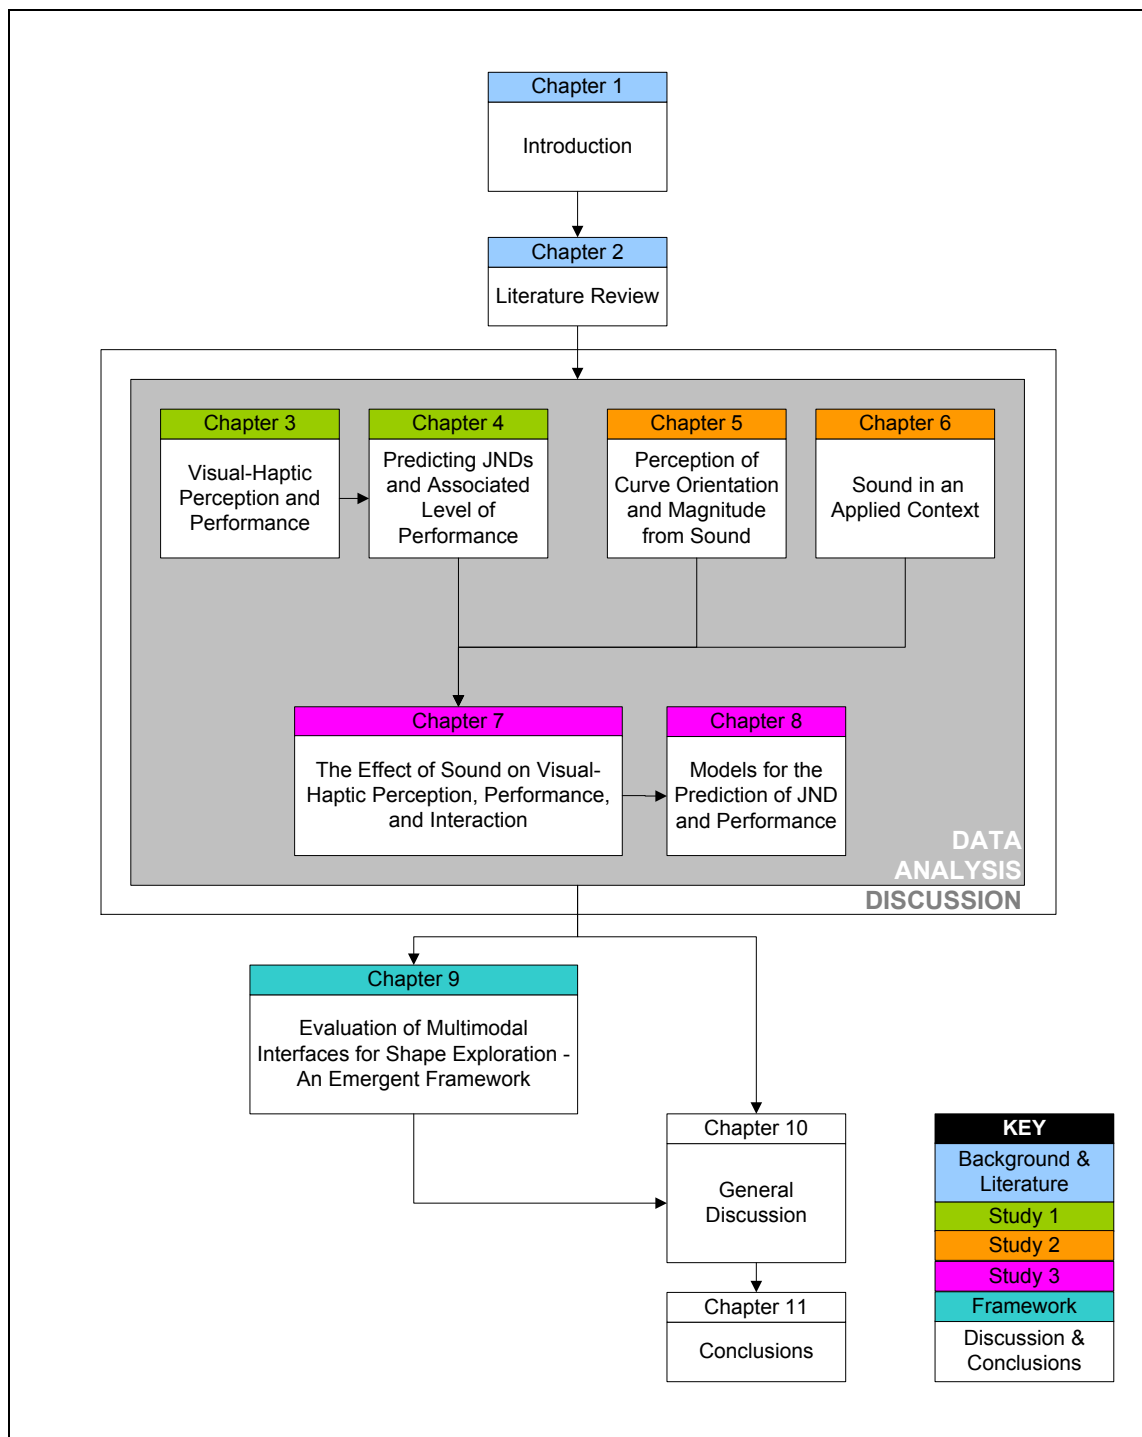 Chapter 1
Introduction
Chapter 2
Literature Review
Chapter 3
Visual-Haptic
Perception and
Performance
Chapter 4
Predicting JNDs
and Associated
Level of
Performance
Chapter 5
Perception of
Curve Orientation
and Magnitude
from Sound
Chapter 6
Sound in an
Applied Context
Chapter 7
The Effect of Sound on Visual-
Haptic Perception, Performance,
and Interaction
Chapter 8
Models for the
Prediction of JND
and Performance
DATA
ANALYSIS
DISCUSSION
Chapter 9
Evaluation of Multimodal
Interfaces for Shape Exploration -
An Emergent Framework
Chapter 10
General
Discussion
Chapter 11
Conclusions
KEY
Background &
Literature
Study 1
Study 2
Study 3
Framework
Discussion &
Conclusions